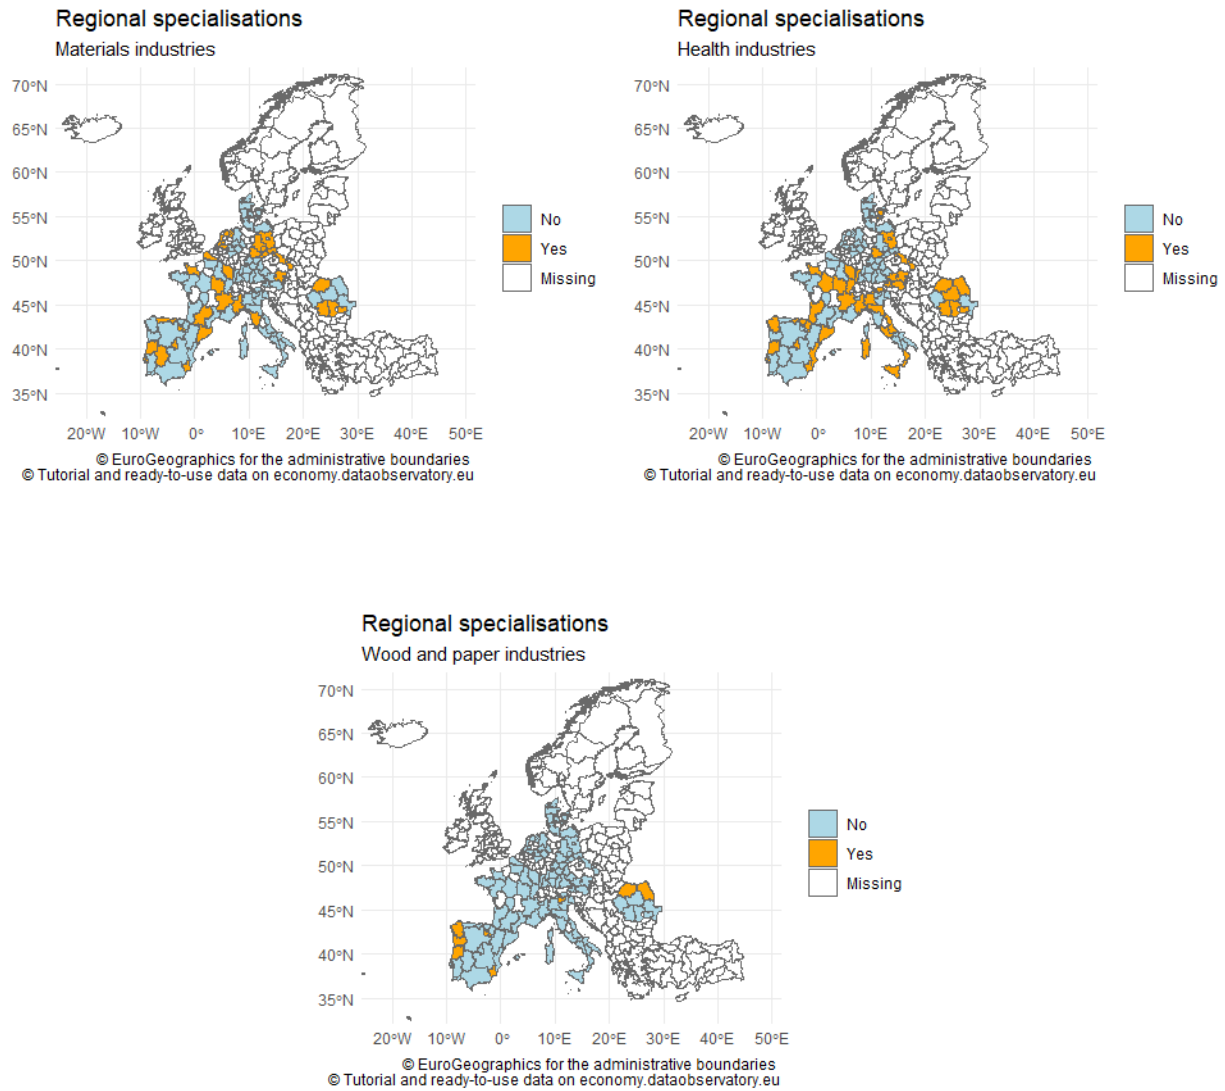 Regional specialisations
Materials industries
70°N
65°N
60°N
55°N
50°N
45°N
40°N
35°N
20°W 10°W 0° 10°E 20°E 30°E 40°E 50°E
No
Yes
Missing
© EuroGeographics for the administrative boundaries
© Tutorial and ready-to-use data on economy.dataobservatory.eu
Regional specialisations
Health industries
70°N
65°N
60°N
55°N
50°N
45°N
40°N
35°N
20°W 10°W 0° 10°E 20°E 30°E 40°E 50°E
No
Yes
Missing
© EuroGeographics for the administrative boundaries
© Tutorial and ready-to-use data on economy.dataobservatory.eu
Regional specialisations
Wood and paper industries
70°N
65°N
60°N
55°N
50°N
45°N
40°N
35°N
20°W 10°W 0° 10°E 20°E 30°E 40°E 50°E
No
Yes
Missing
© EuroGeographics for the administrative boundaries
© Tutorial and ready-to-use data on economy.dataobservatory.eu